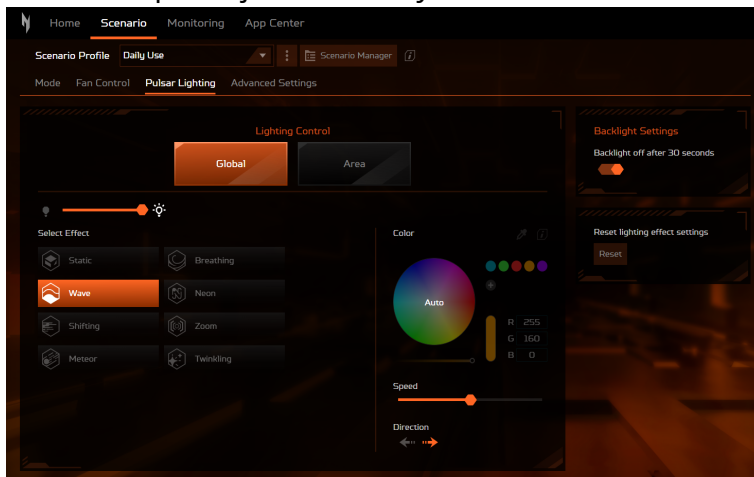 Home Scenario Monitoring App Center
Scenario Profile Daily Use Scenario Manager
Mode Fan Control Pulsar Lighting Advanced Settings
Lighting Control
Global Area
Select Effect
Static Breathing
Wave Neon
Shifting Zoom
Meteor Twinkling
Color
Auto
R 255
G 160
B 0
Speed
Direction
Backlight Settings
Backlight off after 30 seconds
Reset lighting effect settings
Reset